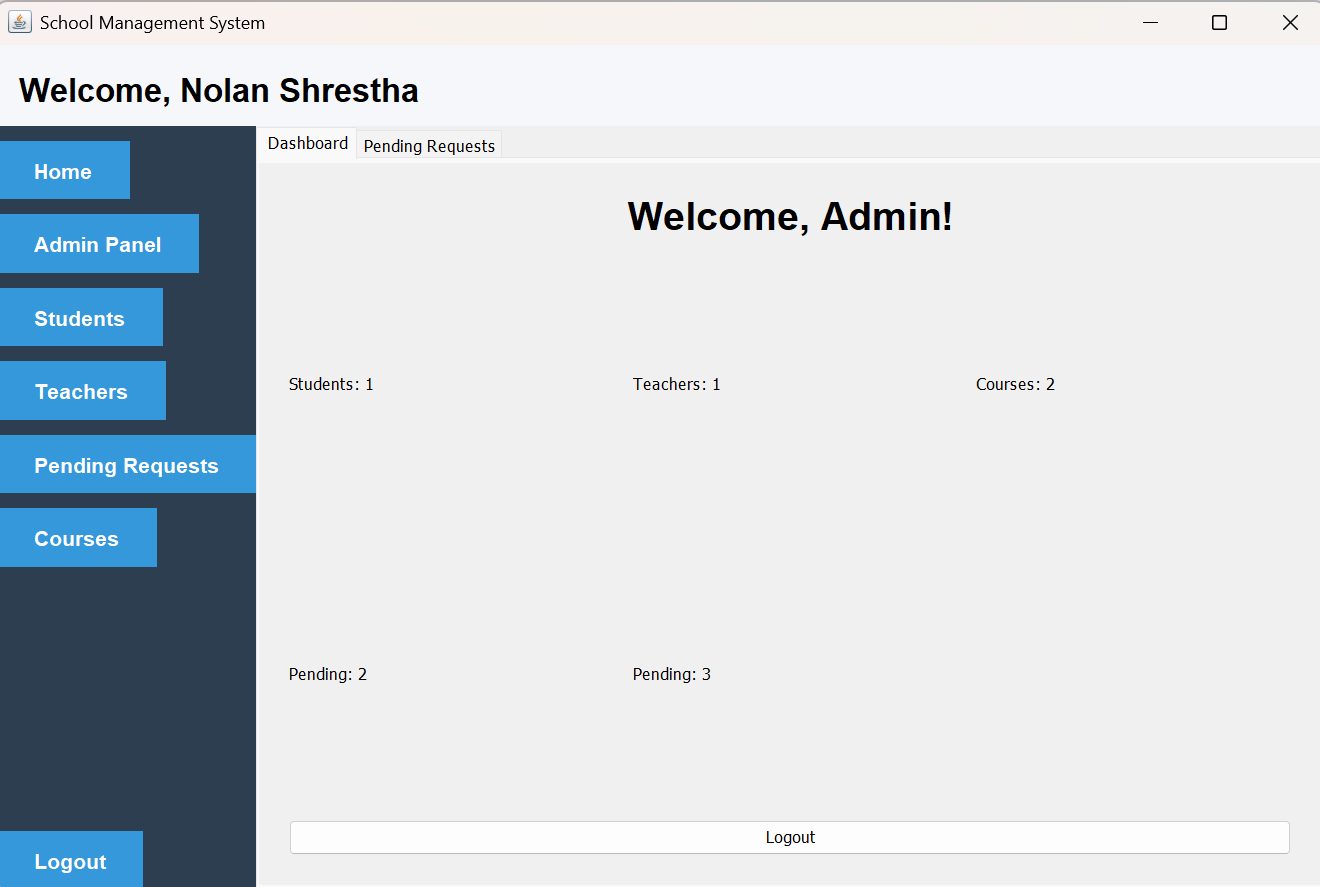 School Management System
Welcome, Nolan Shrestha
Home
Admin Panel
Students
Teachers
Pending Requests
Courses
Logout
Dashboard
Pending Requests
Welcome, Admin!
Students: 1
Teachers: 1
Courses: 2
Pending: 2
Pending: 3
Logout